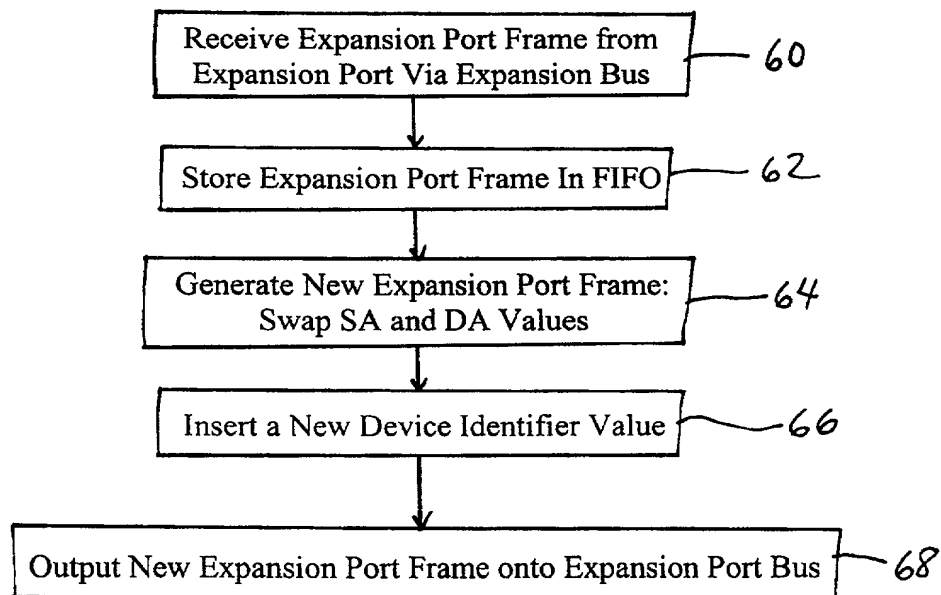 Receive Expansion Port Frame from
Expansion Port Via Expansion Bus
60
Store Expansion Port Frame In FIFO
62
Generate New Expansion Port Frame:
Swap SA and DA Values
64
Insert a New Device Identifier Value
66
Output New Expansion Port Frame onto Expansion Port Bus
68